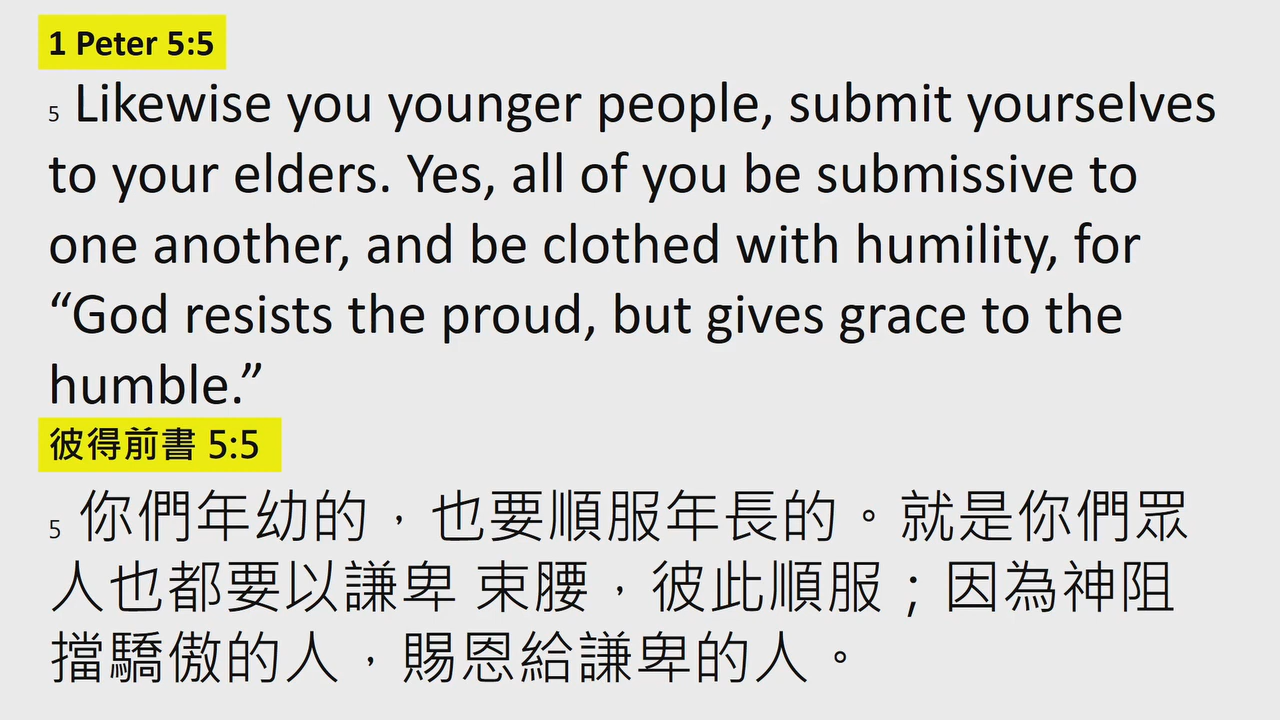 1 Peter 5:5
5 Likewise you younger people, submit yourselves
to your elders. Yes, all of you be submissive to
one another, and be clothed with humility, for
“God resists the proud, but gives grace to the
humble.”
彼得前書 5:5
5 你們年幼的，也要順服年長的。就是你們眾
人也都要以謙卑 束腰，彼此順服；因為神阻
擋驕傲的人，賜恩給謙卑的人。